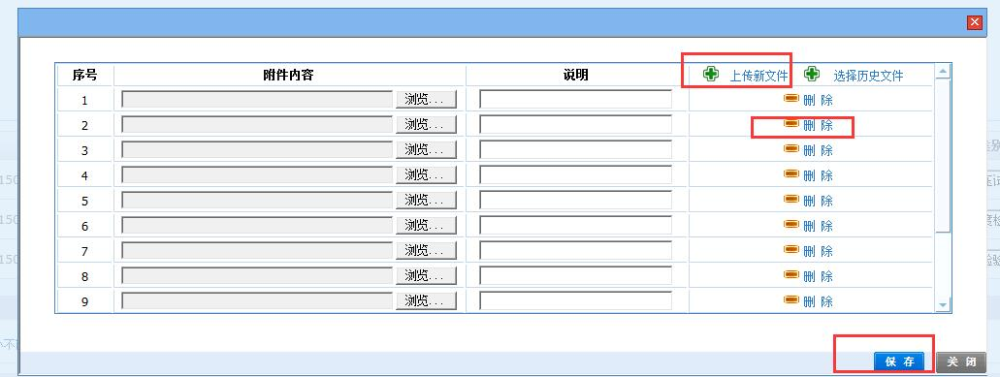 序号 附件内容 说明 上传新文件 选择历史文件
1 浏览... 删 除
2 浏览... 删 除
3 浏览... 删 除
4 浏览... 删 除
5 浏览... 删 除
6 浏览... 删 除
7 浏览... 删 除
8 浏览... 删 除
9 浏览... 删 除
保 存 关 闭